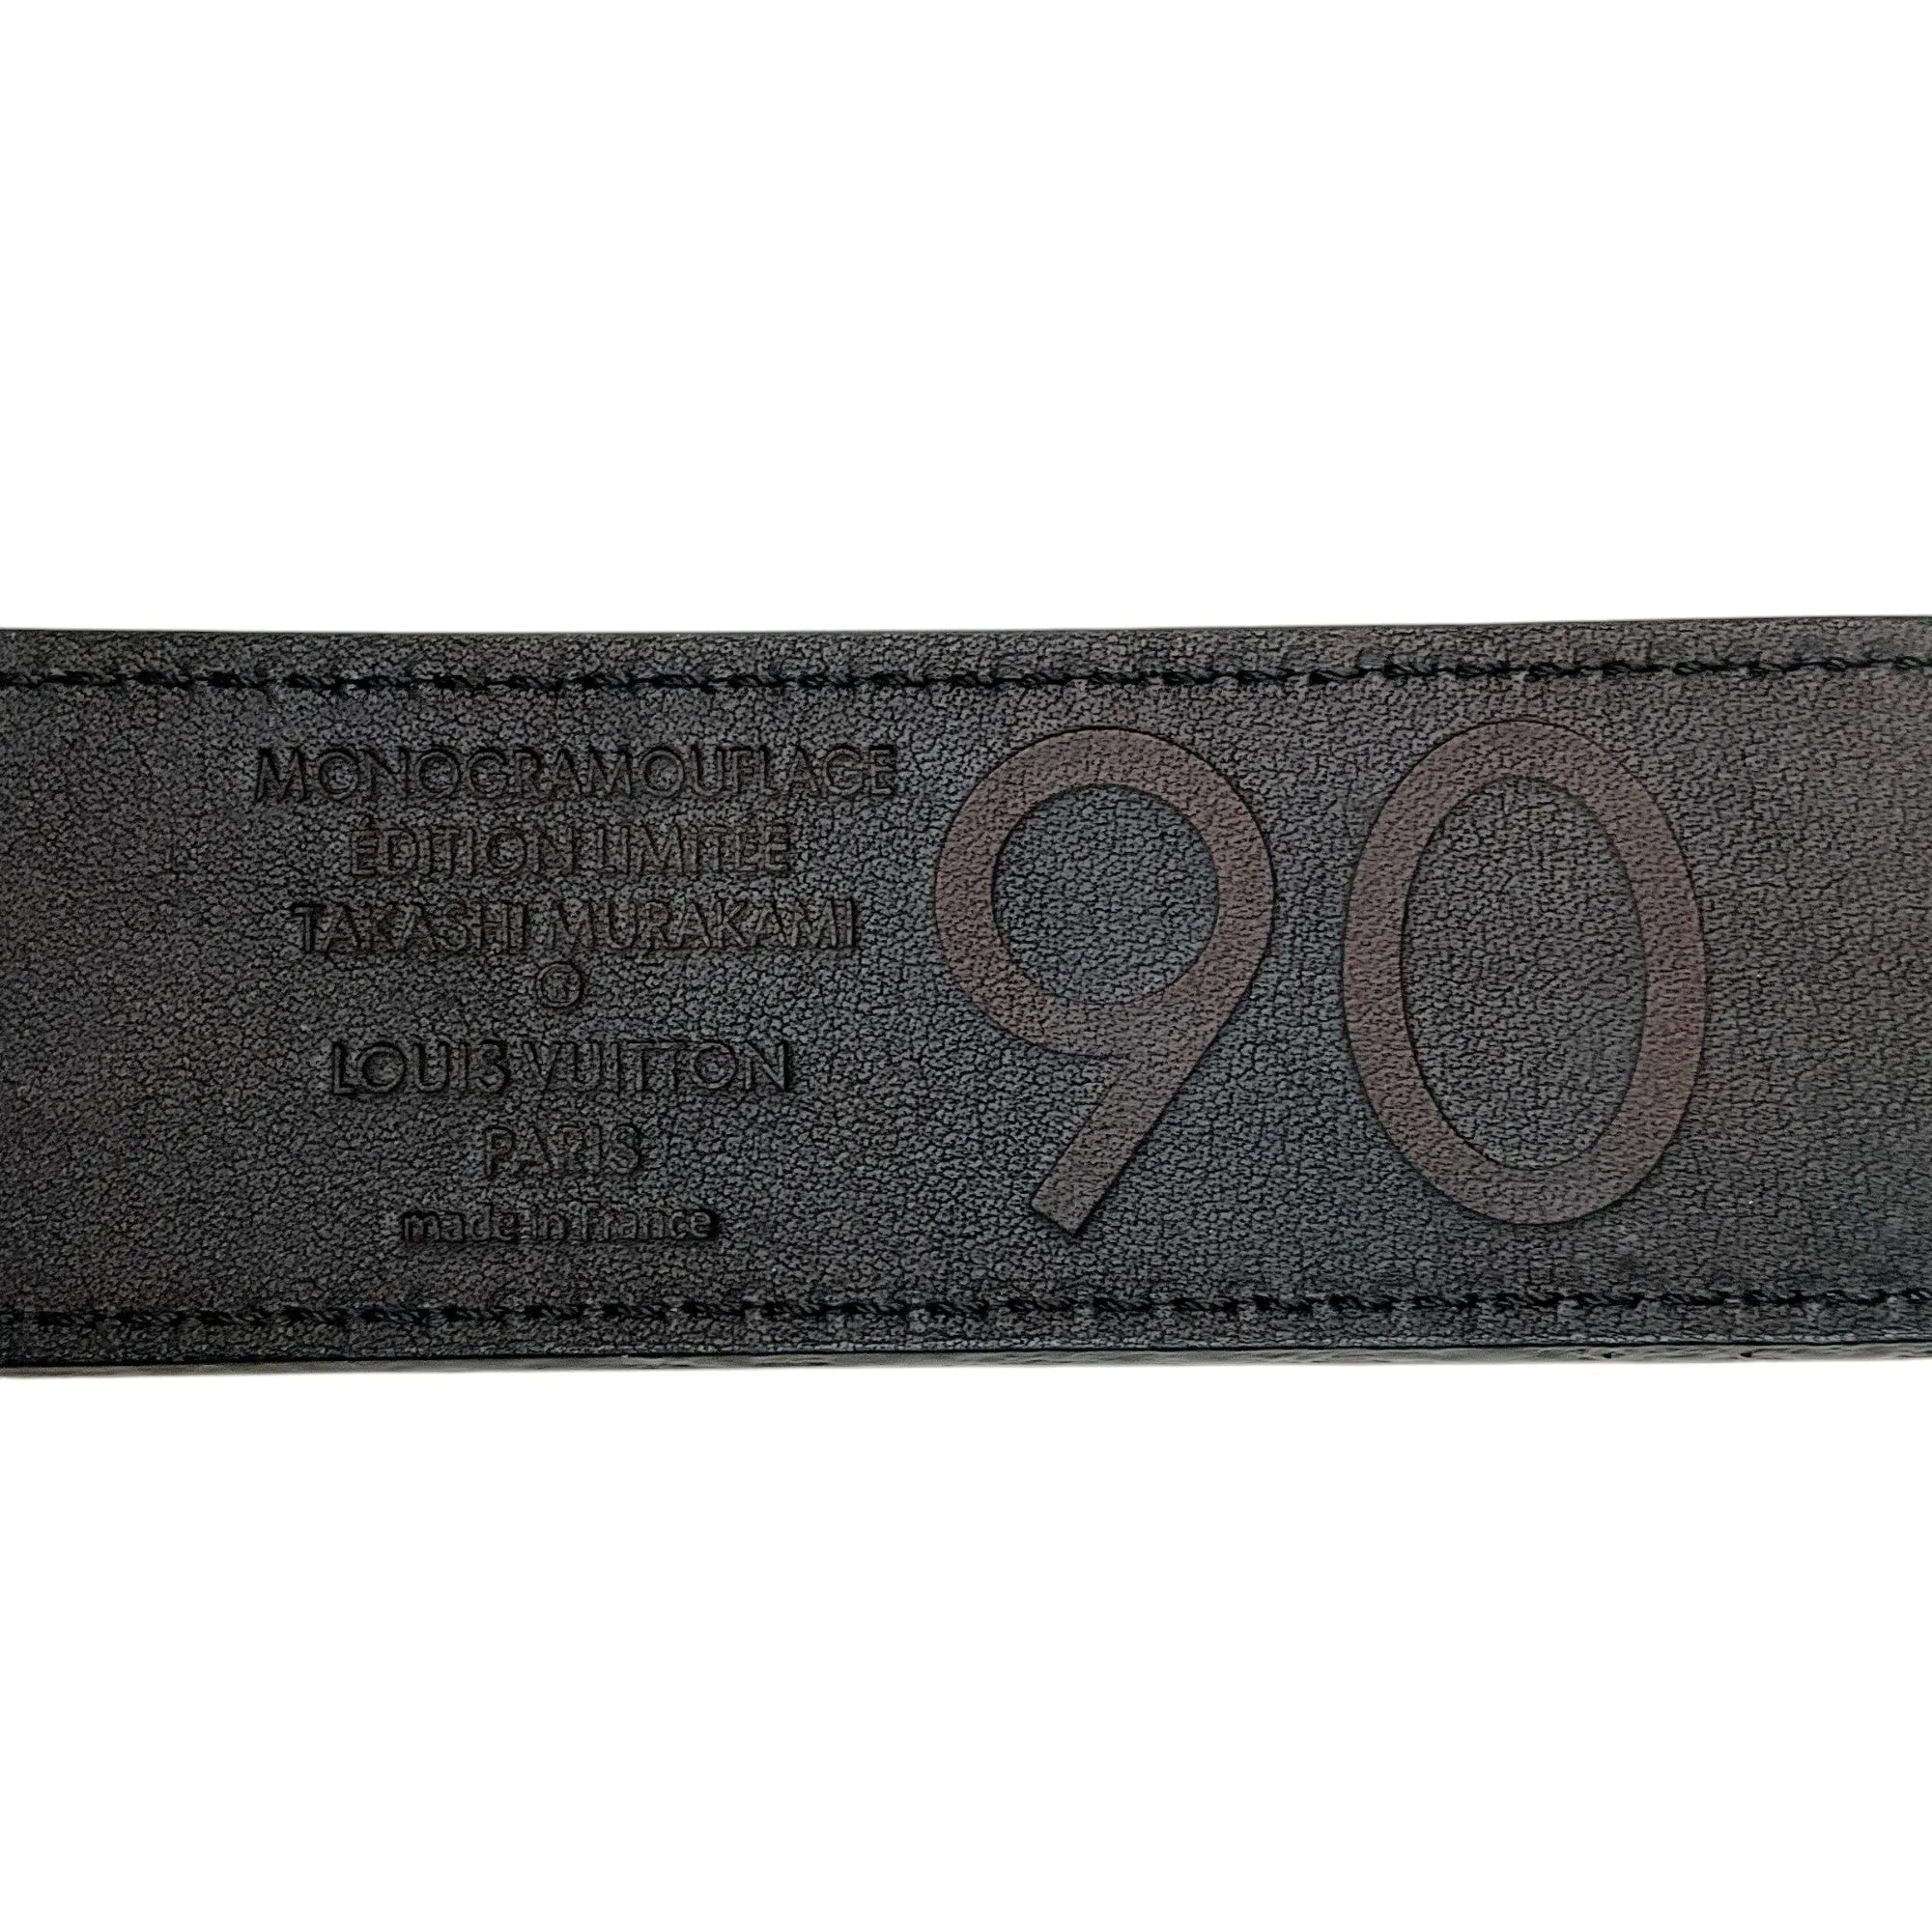 MONOGRAMOUFLAGE
ÉDITION LIMITÉE
TAKASHI MURAKAMI
®
LOUIS VUITTON
PARIS
made in France
90